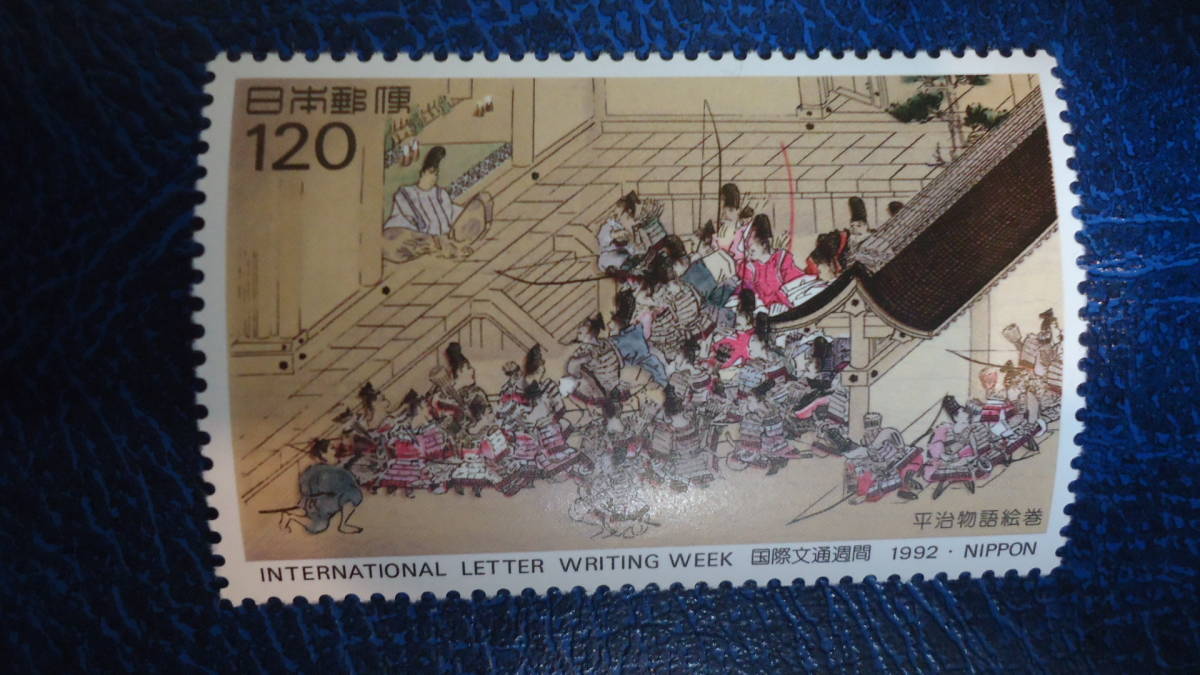 日本郵便
120
平治物語絵巻
INTERNATIONAL LETTER WRITING WEEK 国際文通週間 1992・NIPPON